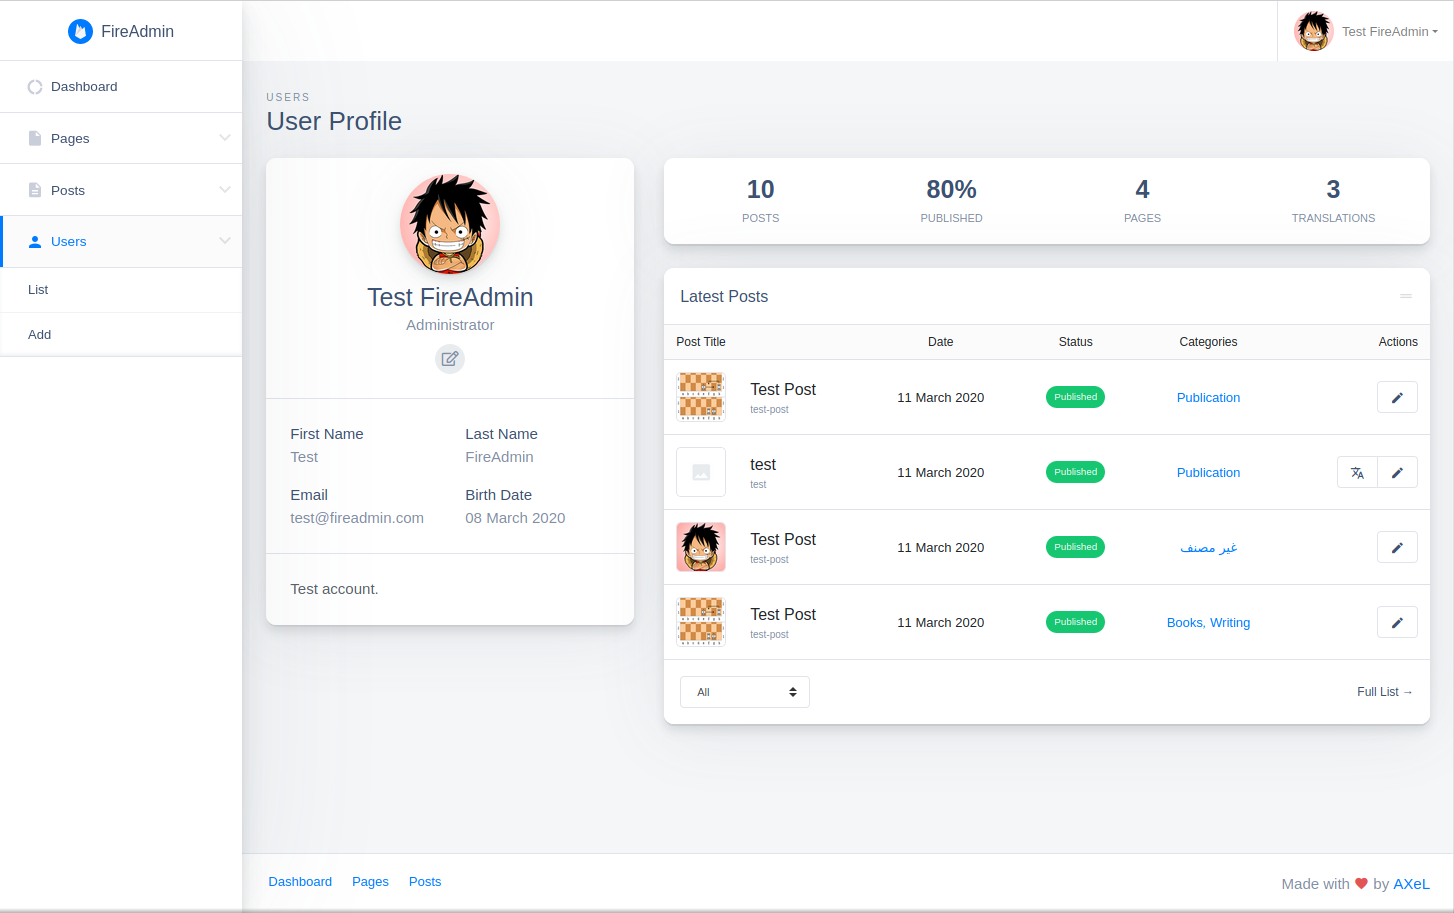 FireAdmin
Test FireAdmin
Dashboard
Pages
Posts
Users
List
Add
USERS
User Profile
Test FireAdmin
Administrator
First Name Last Name
Test FireAdmin
Email Birth Date
test@fireadmin.com 08 March 2020
Test account.
10 80% 4 3
POSTS PUBLISHED PAGES TRANSLATIONS
Latest Posts
Post Title Date Status Categories Actions
Test Post 11 March 2020 Published Publication
test-post
test 11 March 2020 Published Publication
test
Test Post 11 March 2020 Published غير مصنف
test-post
Test Post 11 March 2020 Published Books, Writing
test-post
All Full List →
Dashboard Pages Posts
Made with ❤ by AXeL